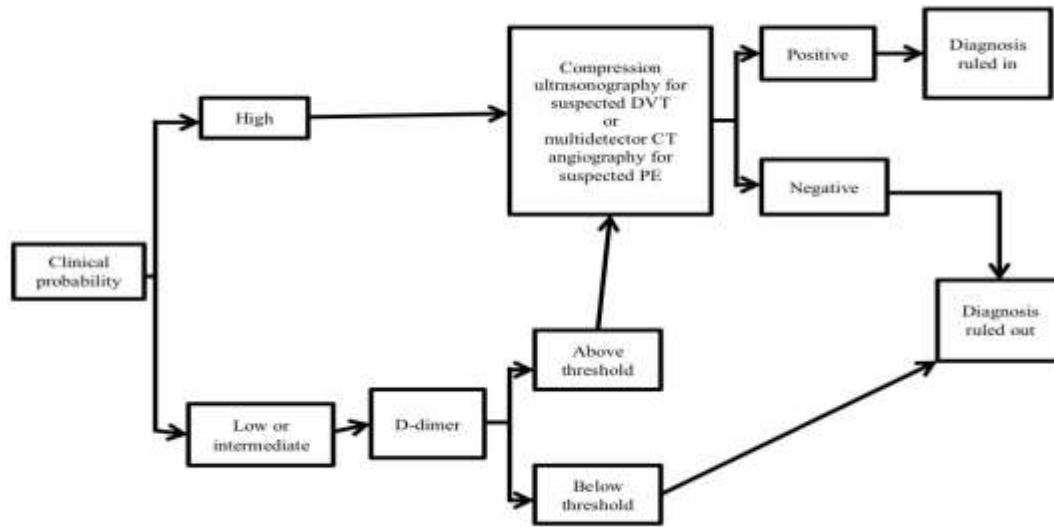 Clinical
probability
High
Low or
intermediate
D-dimer
Above
threshold
Below
threshold
Compression
ultrasonography for
suspected DVT
or
multidetector CT
angiography for
suspected PE
Positive
Negative
Diagnosis
ruled in
Diagnosis
ruled out